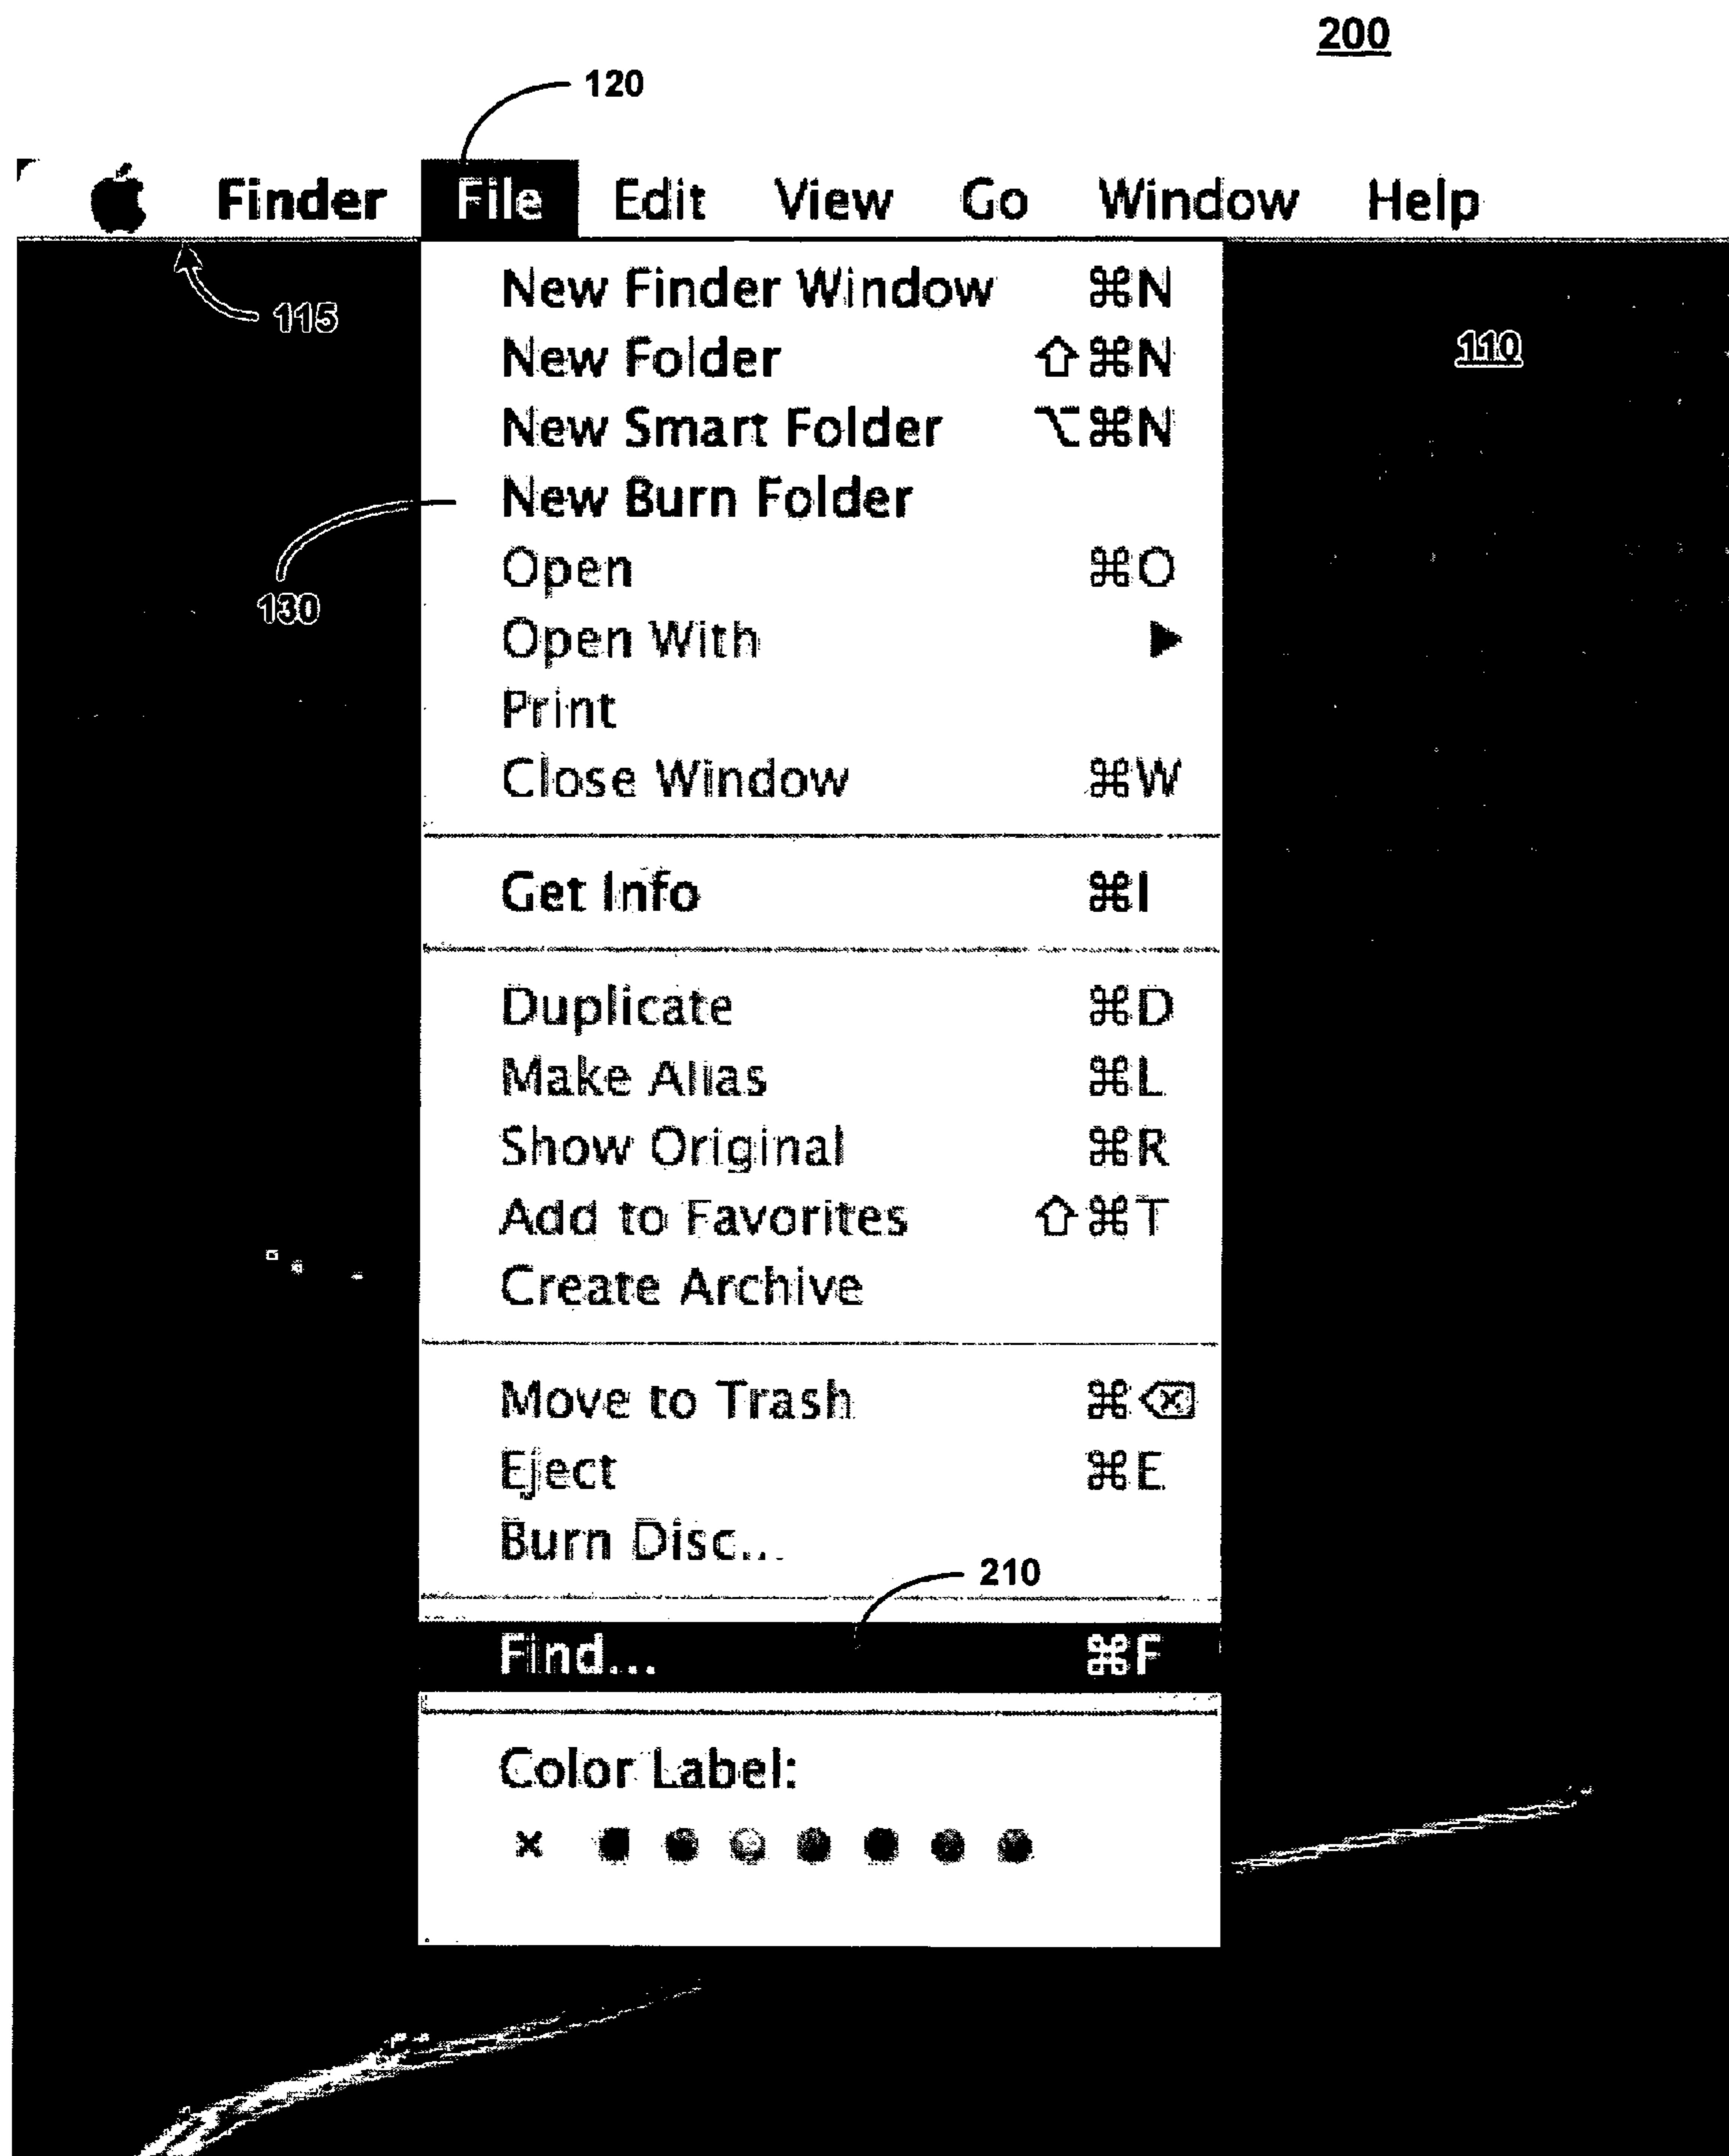 200
120
Finder File Edit View Go Window Help
115
110
New Finder Window ⌘N
New Folder ⇧⌘N
New Smart Folder ⌥⌘N
New Burn Folder
130
Open ⌘O
Open With ▶
Print
Close Window ⌘W
Get Info ⌘I
Duplicate ⌘D
Make Alias ⌘L
Show Original ⌘R
Add to Favorites ⇧⌘T
Create Archive
Move to Trash ⌘⌫
Eject ⌘E
Burn Disc...
210
Find... ⌘F
Color Label:
×